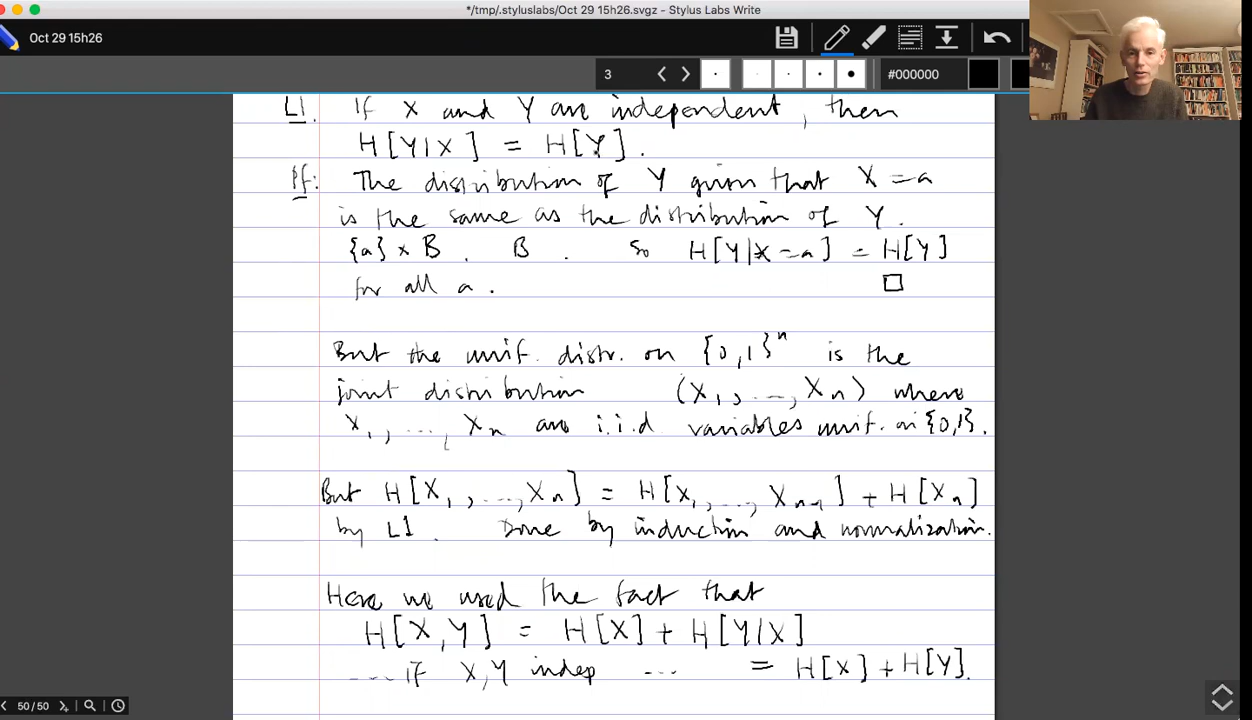 */tmp/.styluslabs/Oct 29 15h26.svgz - Stylus Labs Write
Oct 29 15h26
3
#000000
L1. If X and Y are independent, then
H[Y|X] = H[Y].
Pf: The distribution of Y given that X = a
is the same as the distribution of Y.
{a} × B . B . So H[Y|X=a] = H[Y]
for all a. □
But the unif. distr. on {0,1}ⁿ is the
joint distribution (X₁, ..., Xₙ) where
X₁, ..., Xₙ are i.i.d variables unif. on {0,1}.
But H[X₁, ..., Xₙ] = H[X₁, ..., Xₙ₋₁] + H[Xₙ]
by L1. Done by induction and normalization.
Here we used the fact that
H[X,Y] = H[X] + H[Y|X]
.... if X,Y indep ... = H[X] + H[Y].
50/50